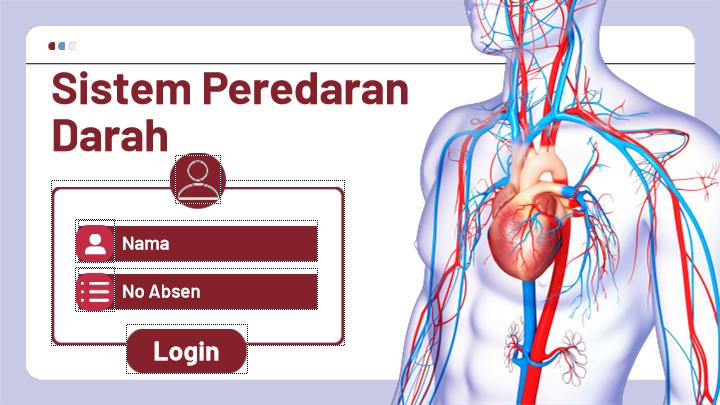 Sistem Peredaran
Darah
Nama
No Absen
Login